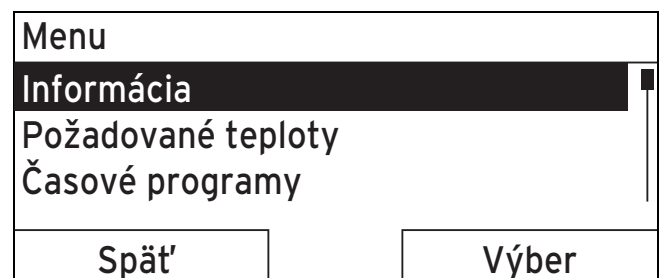 Menu
Informácia
Požadované teploty
Časové programy
Späť
Výber